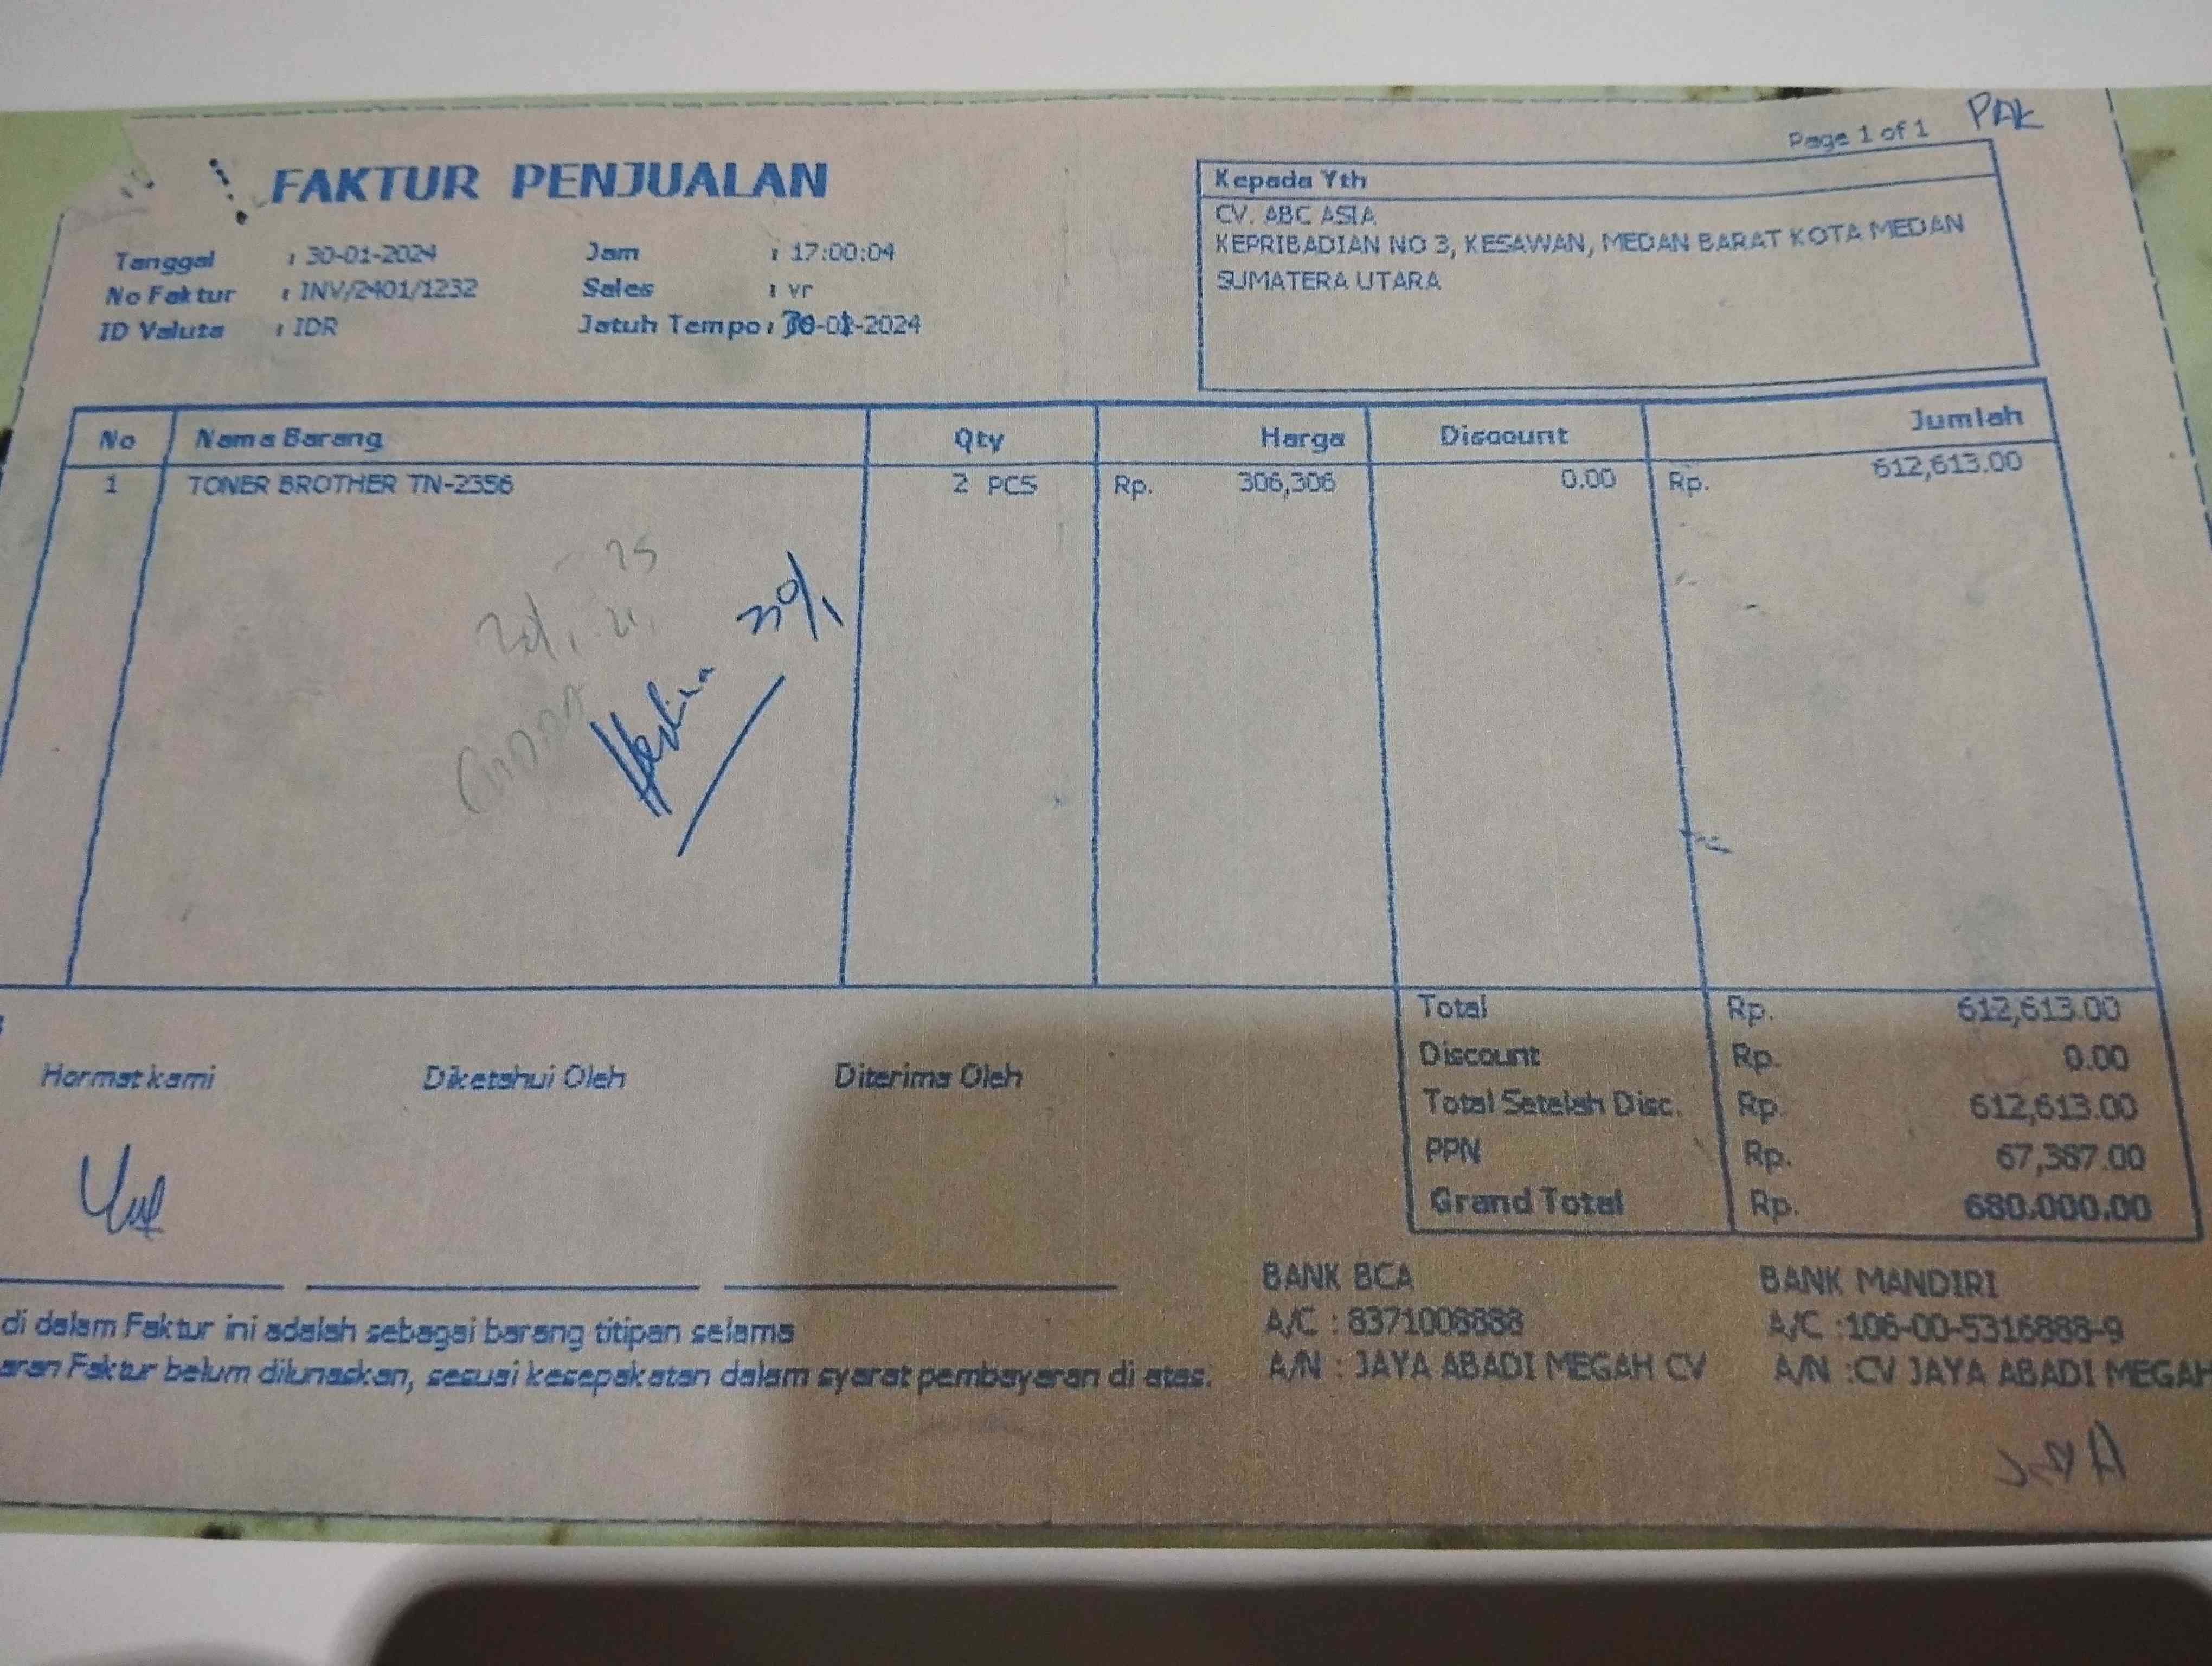 PAK
Page 1 of 1
FAKTUR PENJUALAN
Tanggal : 30-01-2024 Jam : 17:00:04
No Faktur : INV/2401/1232 Sales : vr
ID Valuta : IDR Jatuh Tempo : -2024
Kepada Yth
CV. ABC ASIA
KEPRIBADIAN NO 3, KESAWAN, MEDAN BARAT KOTA MEDAN
SUMATERA UTARA
No Nama Barang Qty Harga Discount Jumlah
1 TONER BROTHER TN-2356 2 PCS Rp. 306,306 0.00 Rp. 612,613.00
Total Rp. 612,613.00
Discount Rp. 0.00
Total Setelah Disc. Rp. 612,613.00
PPN Rp. 67,387.00
Grand Total Rp. 680.000.00
Hormat kami Diketahui Oleh Diterima Oleh
di dalam Faktur ini adalah sebagai barang titipan selama
aran Faktur belum dilunaskan, sesuai kesepakatan dalam syarat pembayaran di atas.
BANK BCA
A/C : 8371008888
A/N : JAYA ABADI MEGAH CV
BANK MANDIRI
A/C :106-00-5316888-9
A/N :CV JAYA ABADI MEGAH